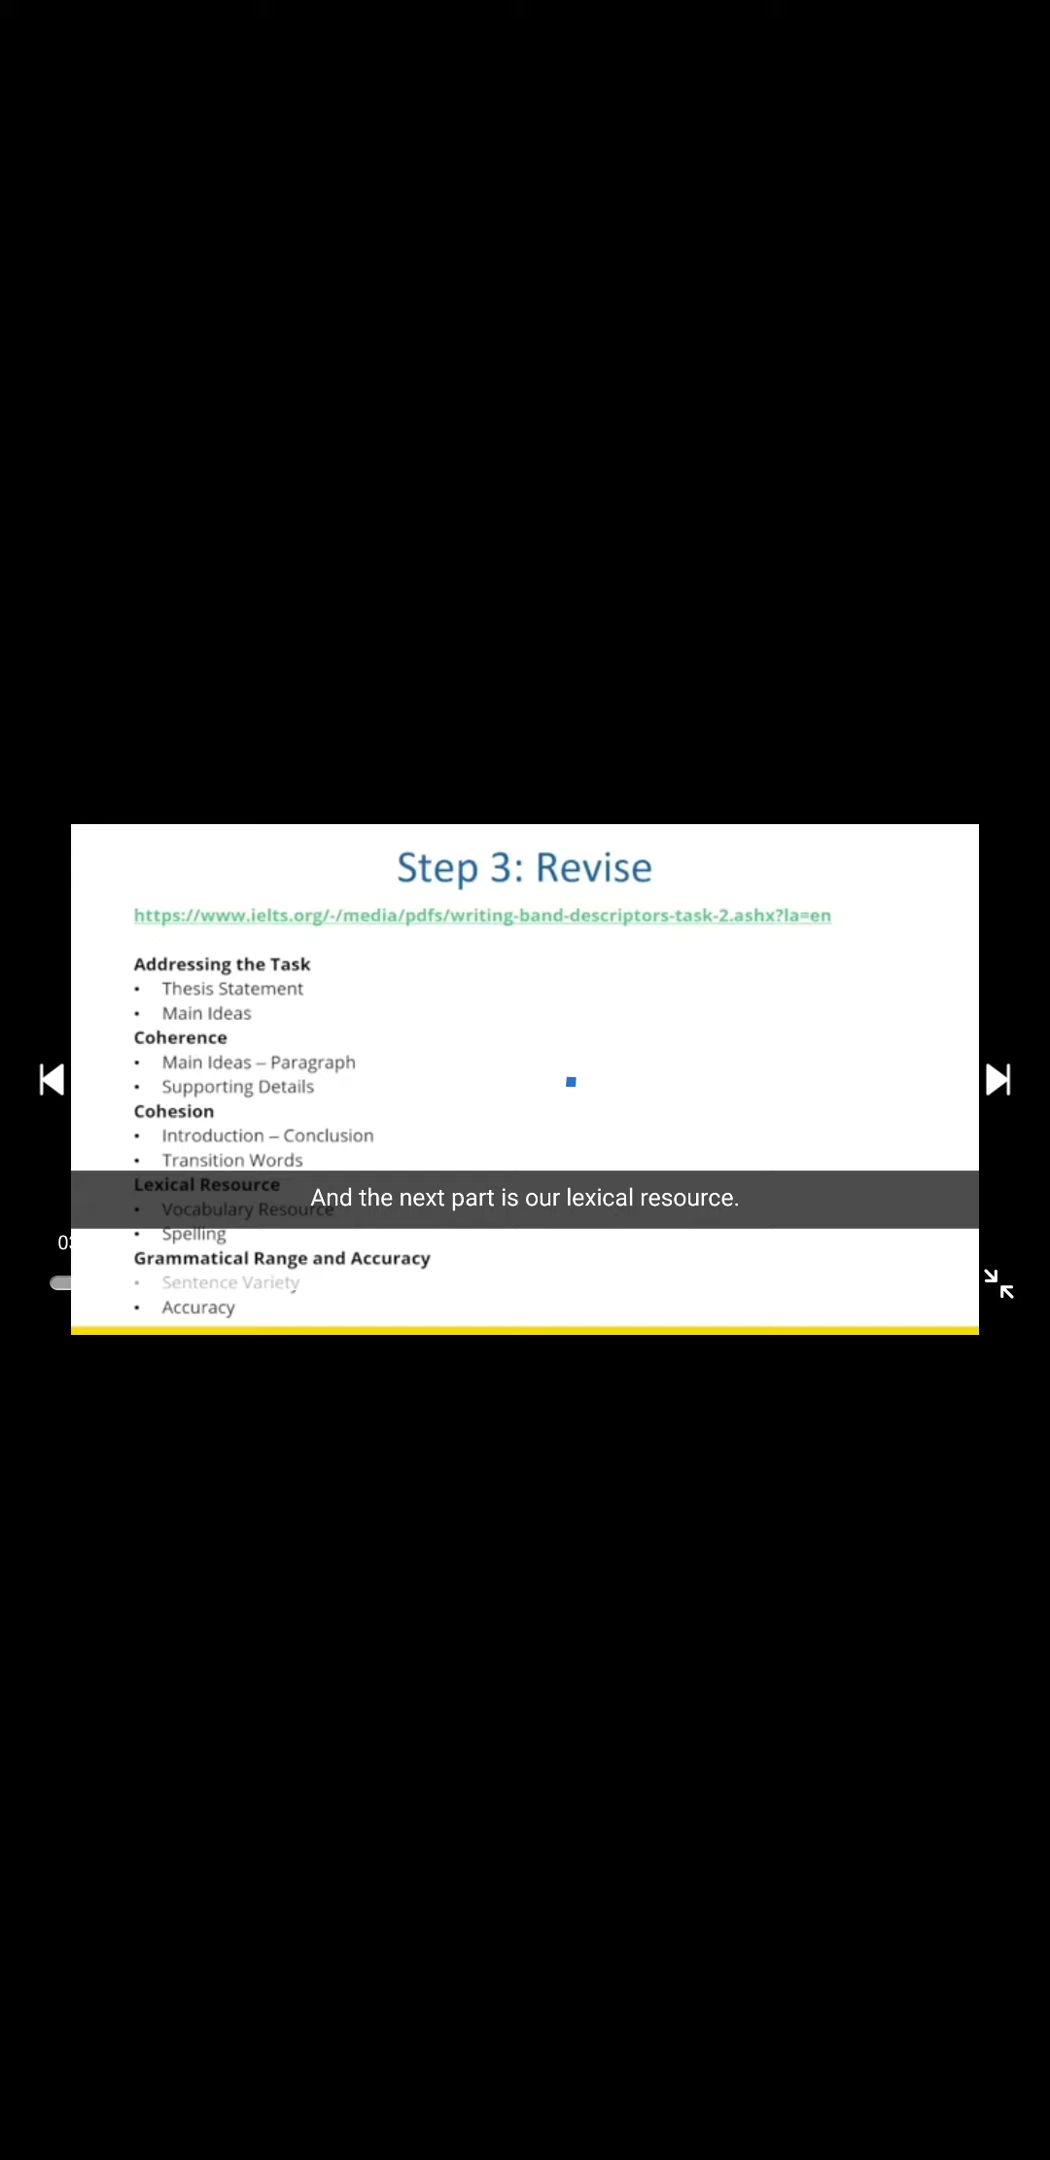 Step 3: Revise
https://www.ielts.org/-/media/pdfs/writing-band-descriptors-task-2.ashx?la=en
Addressing the Task
• Thesis Statement
• Main Ideas
Coherence
• Main Ideas – Paragraph
• Supporting Details
Cohesion
• Introduction – Conclusion
• Transition Words
Lexical Resource
And the next part is our lexical resource.
• Vocabulary Resource
• Spelling
03
Grammatical Range and Accuracy
• Sentence Variety
• Accuracy